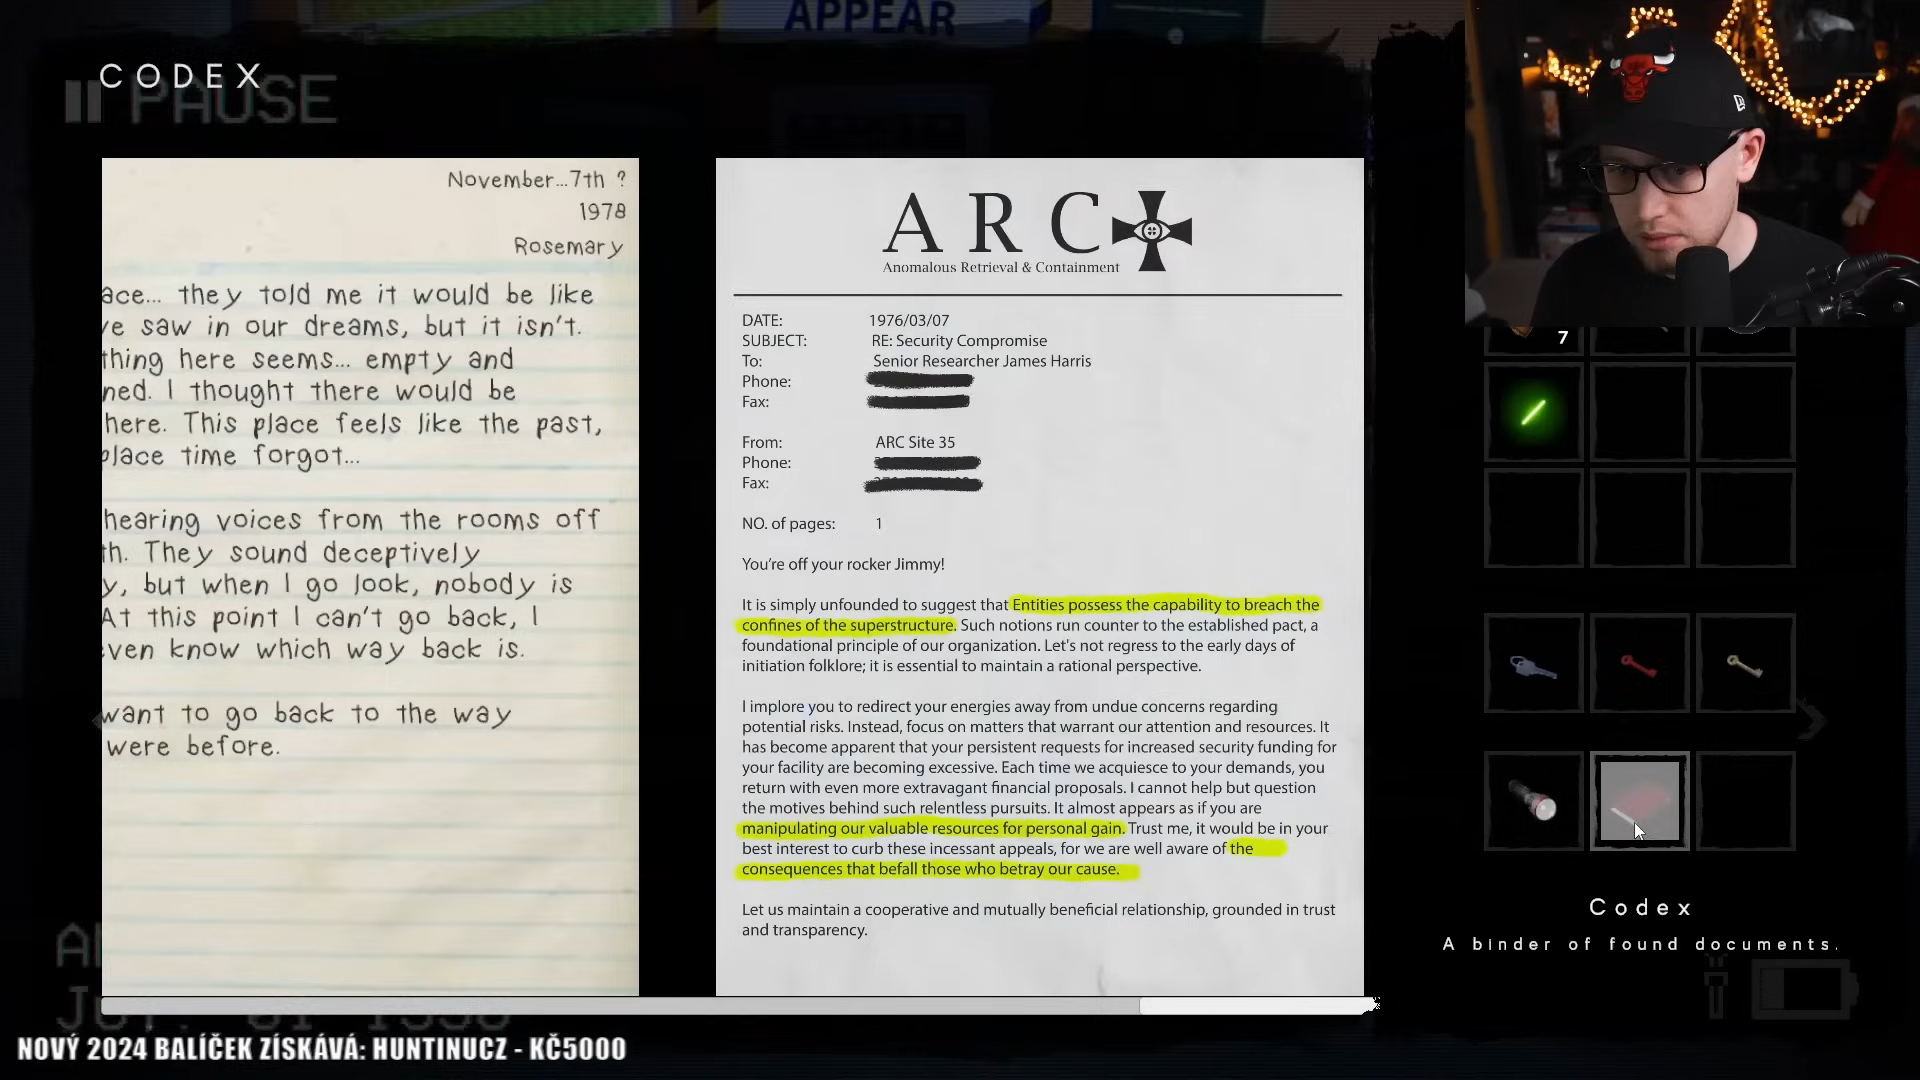 APPEAR
CODEX
PAUSE
November...7th ?
1978
Rosemary
ace... they told me it would be like
ve saw in our dreams, but it isn't.
thing here seems... empty and
ned. I thought there would be
here. This place feels like the past,
place time forgot...
hearing voices from the rooms off
th. They sound deceptively
y, but when I go look, nobody is
At this point I can't go back, I
ven know which way back is.
want to go back to the way
were before.
ARC
Anomalous Retrieval & Containment
DATE: 1976/03/07
SUBJECT: RE: Security Compromise
To: Senior Researcher James Harris
Phone:
Fax:
From: ARC Site 35
Phone:
Fax:
NO. of pages: 1
You're off your rocker Jimmy!
It is simply unfounded to suggest that Entities possess the capability to breach the
confines of the superstructure. Such notions run counter to the established pact, a
foundational principle of our organization. Let's not regress to the early days of
initiation folklore; it is essential to maintain a rational perspective.
I implore you to redirect your energies away from undue concerns regarding
potential risks. Instead, focus on matters that warrant our attention and resources. It
has become apparent that your persistent requests for increased security funding for
your facility are becoming excessive. Each time we acquiesce to your demands, you
return with even more extravagant financial proposals. I cannot help but question
the motives behind such relentless pursuits. It almost appears as if you are
manipulating our valuable resources for personal gain. Trust me, it would be in your
best interest to curb these incessant appeals, for we are well aware of the
consequences that befall those who betray our cause.
Let us maintain a cooperative and mutually beneficial relationship, grounded in trust
and transparency.
7
Codex
A binder of found documents.
NOVÝ 2024 BALÍČEK ZÍSKÁVÁ: HUNTINUCZ - KČ5000